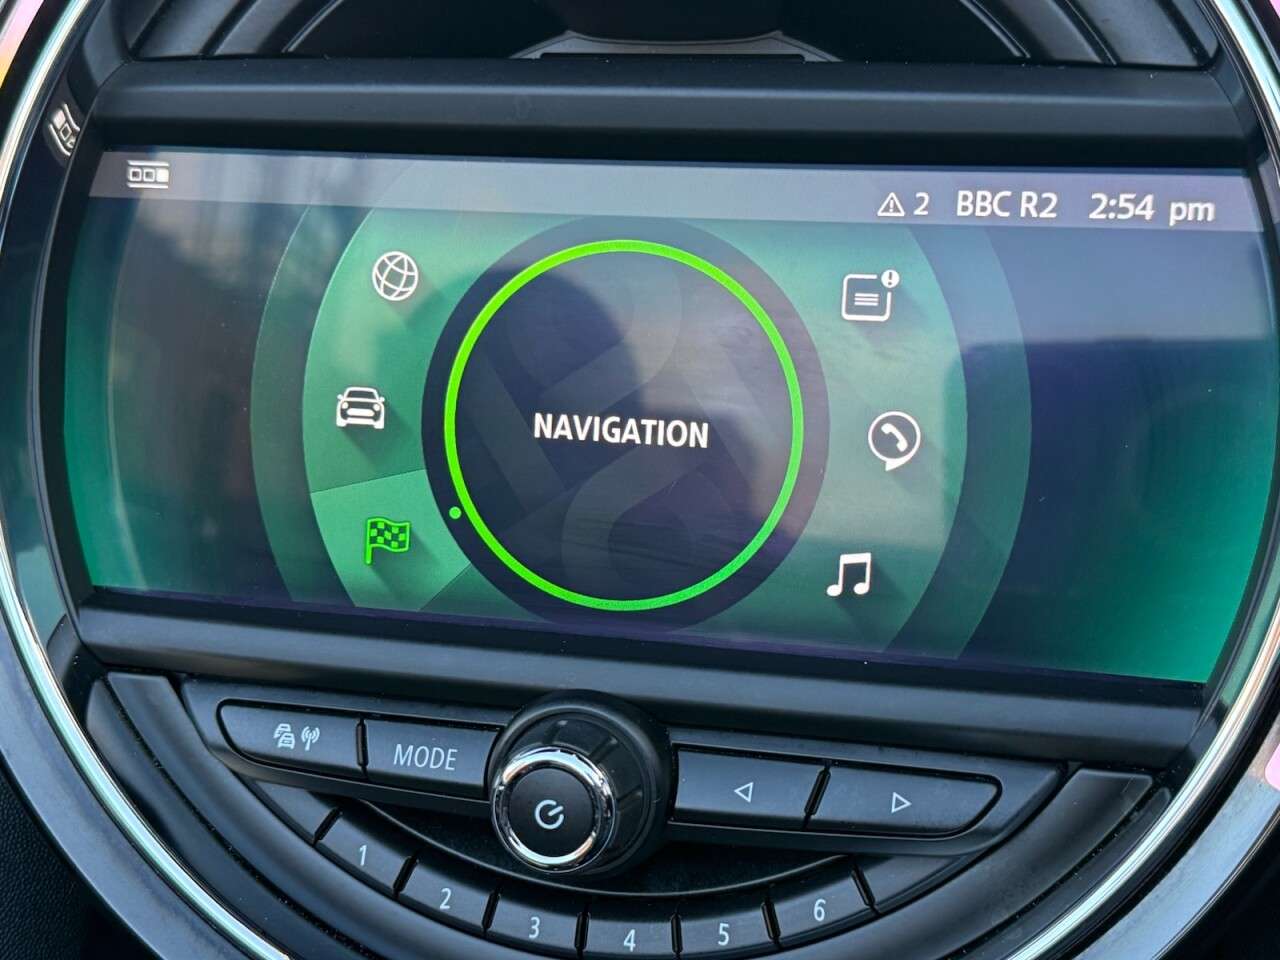 2 BBC R2 2:54 pm
NAVIGATION
MODE
1 2 3 4 5 6